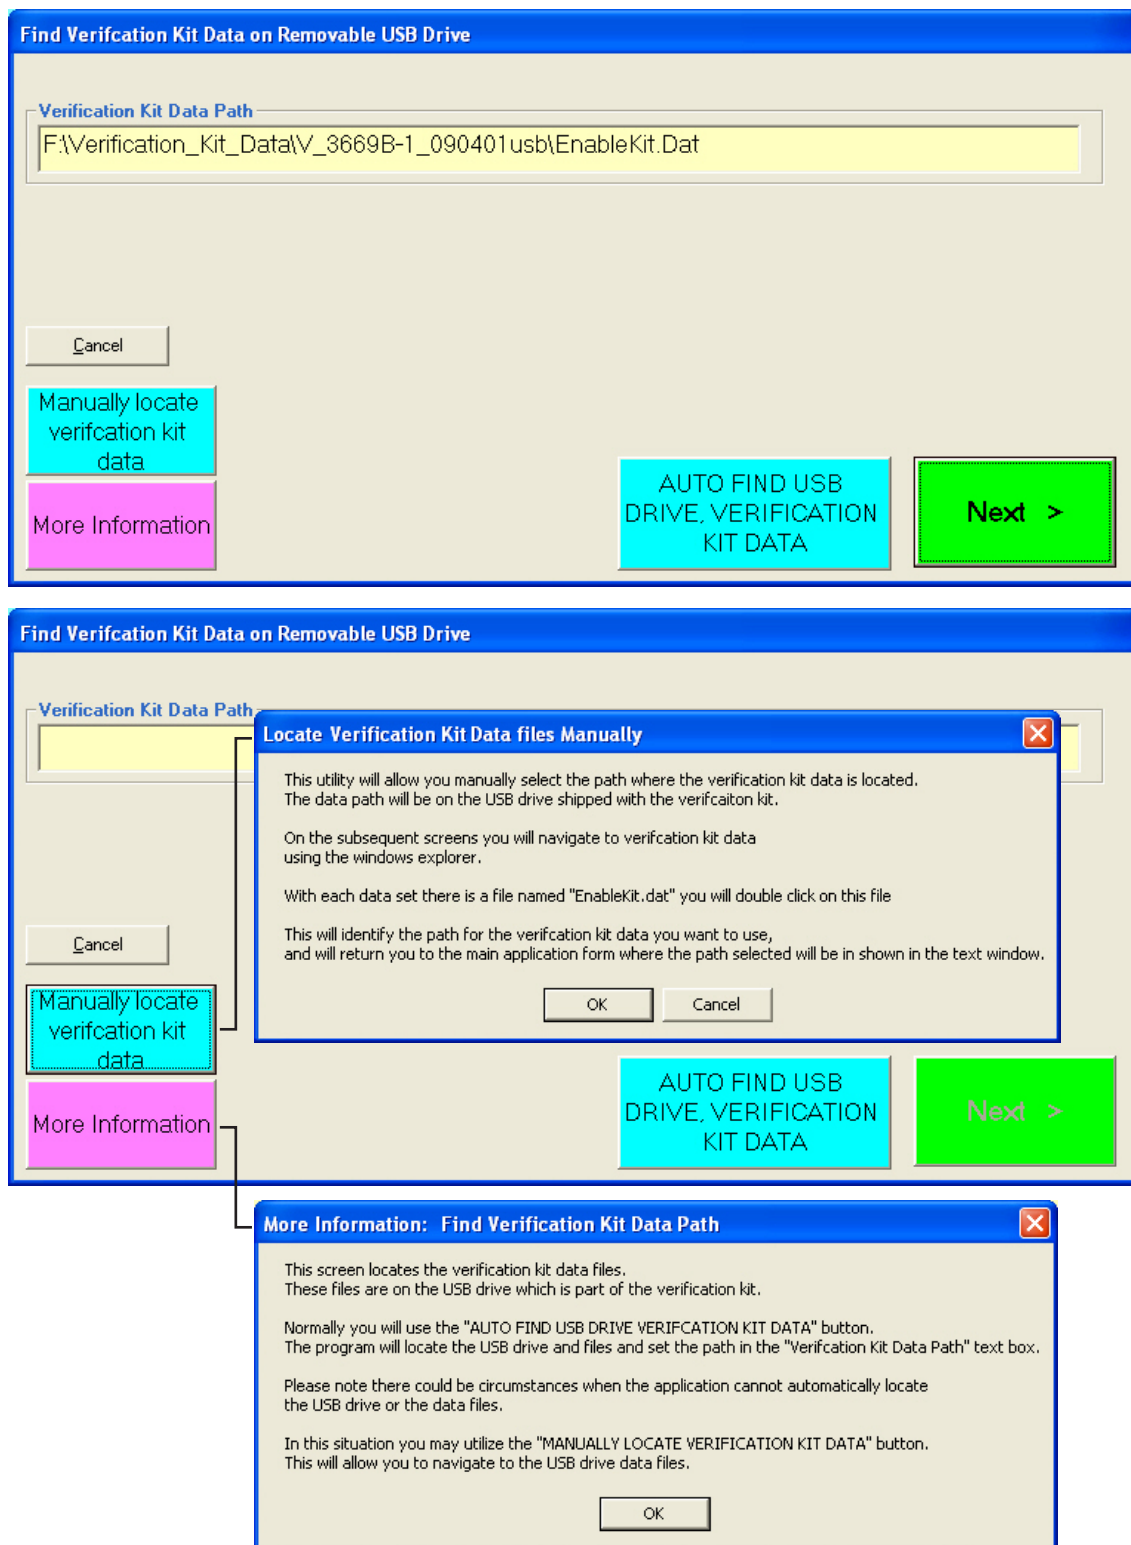 Find Verifcation Kit Data on Removable USB Drive
Verification Kit Data Path
F:\Verification_Kit_Data\V_3669B-1_090401usb\EnableKit.Dat
Cancel
Manually locate
verifcation kit
data
More Information
AUTO FIND USB
DRIVE, VERIFICATION
KIT DATA
Next >
Find Verifcation Kit Data on Removable USB Drive
Verification Kit Data Path
Locate Verification Kit Data files Manually
This utility will allow you manually select the path where the verification kit data is located.
The data path will be on the USB drive shipped with the verifcaiton kit.
On the subsequent screens you will navigate to verifcation kit data
using the windows explorer.
With each data set there is a file named "EnableKit.dat" you will double click on this file
This will identify the path for the verifcation kit data you want to use,
and will return you to the main application form where the path selected will be in shown in the text window.
OK
Cancel
Cancel
Manually locate
verifcation kit
data
More Information
AUTO FIND USB
DRIVE, VERIFICATION
KIT DATA
Next >
More Information: Find Verification Kit Data Path
This screen locates the verification kit data files.
These files are on the USB drive which is part of the verification kit.
Normally you will use the "AUTO FIND USB DRIVE VERIFCATION KIT DATA" button.
The program will locate the USB drive and files and set the path in the "Verifcation Kit Data Path" text box.
Please note there could be circumstances when the application cannot automatically locate
the USB drive or the data files.
In this situation you may utilize the "MANUALLY LOCATE VERIFICATION KIT DATA" button.
This will allow you to navigate to the USB drive data files.
OK